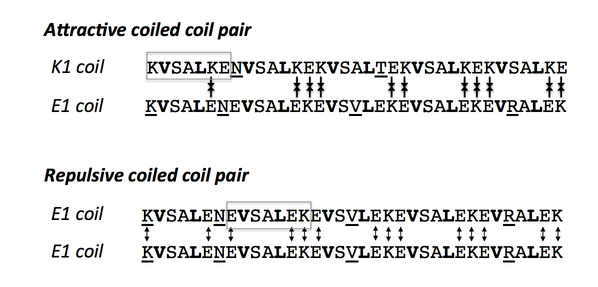 Attractive coiled coil pair
K1 coil KVSALKENVSALKEKVSALTEKVSALKEKVSALKE
E1 coil KVSALENEVSALEKEVSVLEKEVSALEKEVRALEK
Repulsive coiled coil pair
E1 coil KVSALENEVSALEKEVSVLEKEVSALEKEVRALEK
E1 coil KVSALENEVSALEKEVSVLEKEVSALEKEVRALEK